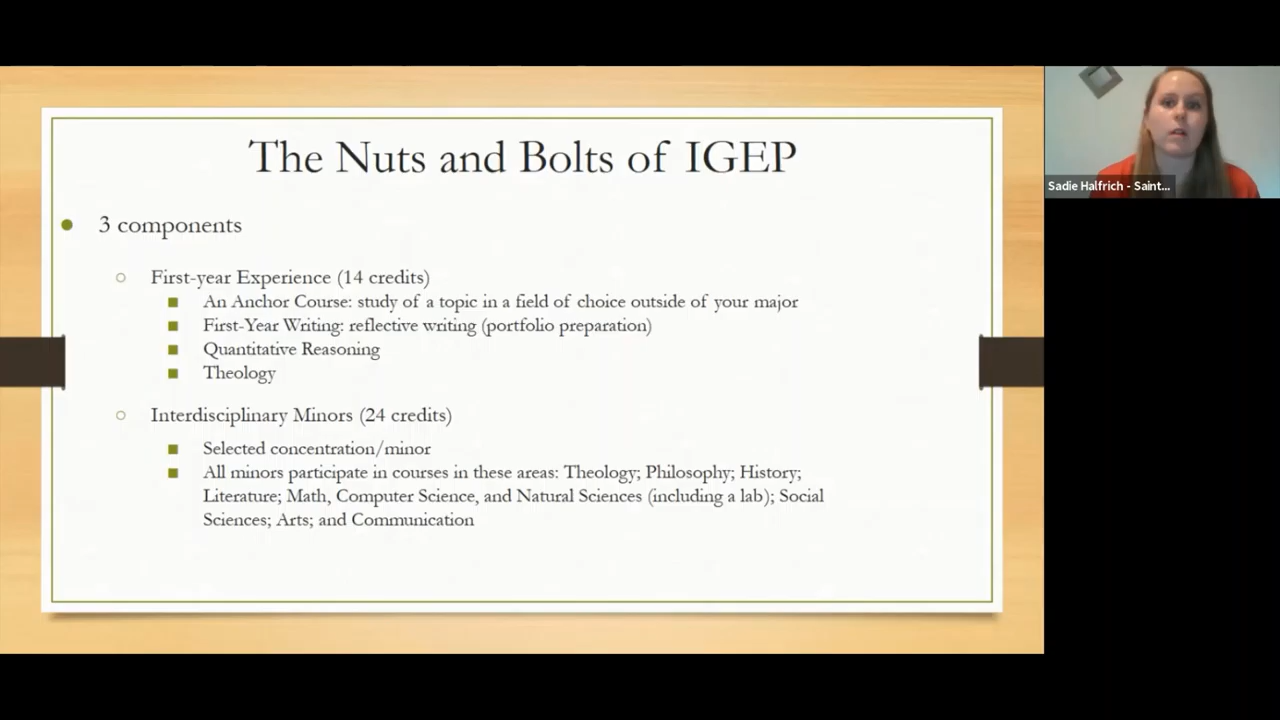 The Nuts and Bolts of IGEP
3 components
First-year Experience (14 credits)
An Anchor Course: study of a topic in a field of choice outside of your major
First-Year Writing: reflective writing (portfolio preparation)
Quantitative Reasoning
Theology
Interdisciplinary Minors (24 credits)
Selected concentration/minor
All minors participate in courses in these areas: Theology; Philosophy; History;
Literature; Math, Computer Science, and Natural Sciences (including a lab); Social
Sciences; Arts; and Communication
Sadie Halfrich - Saint...